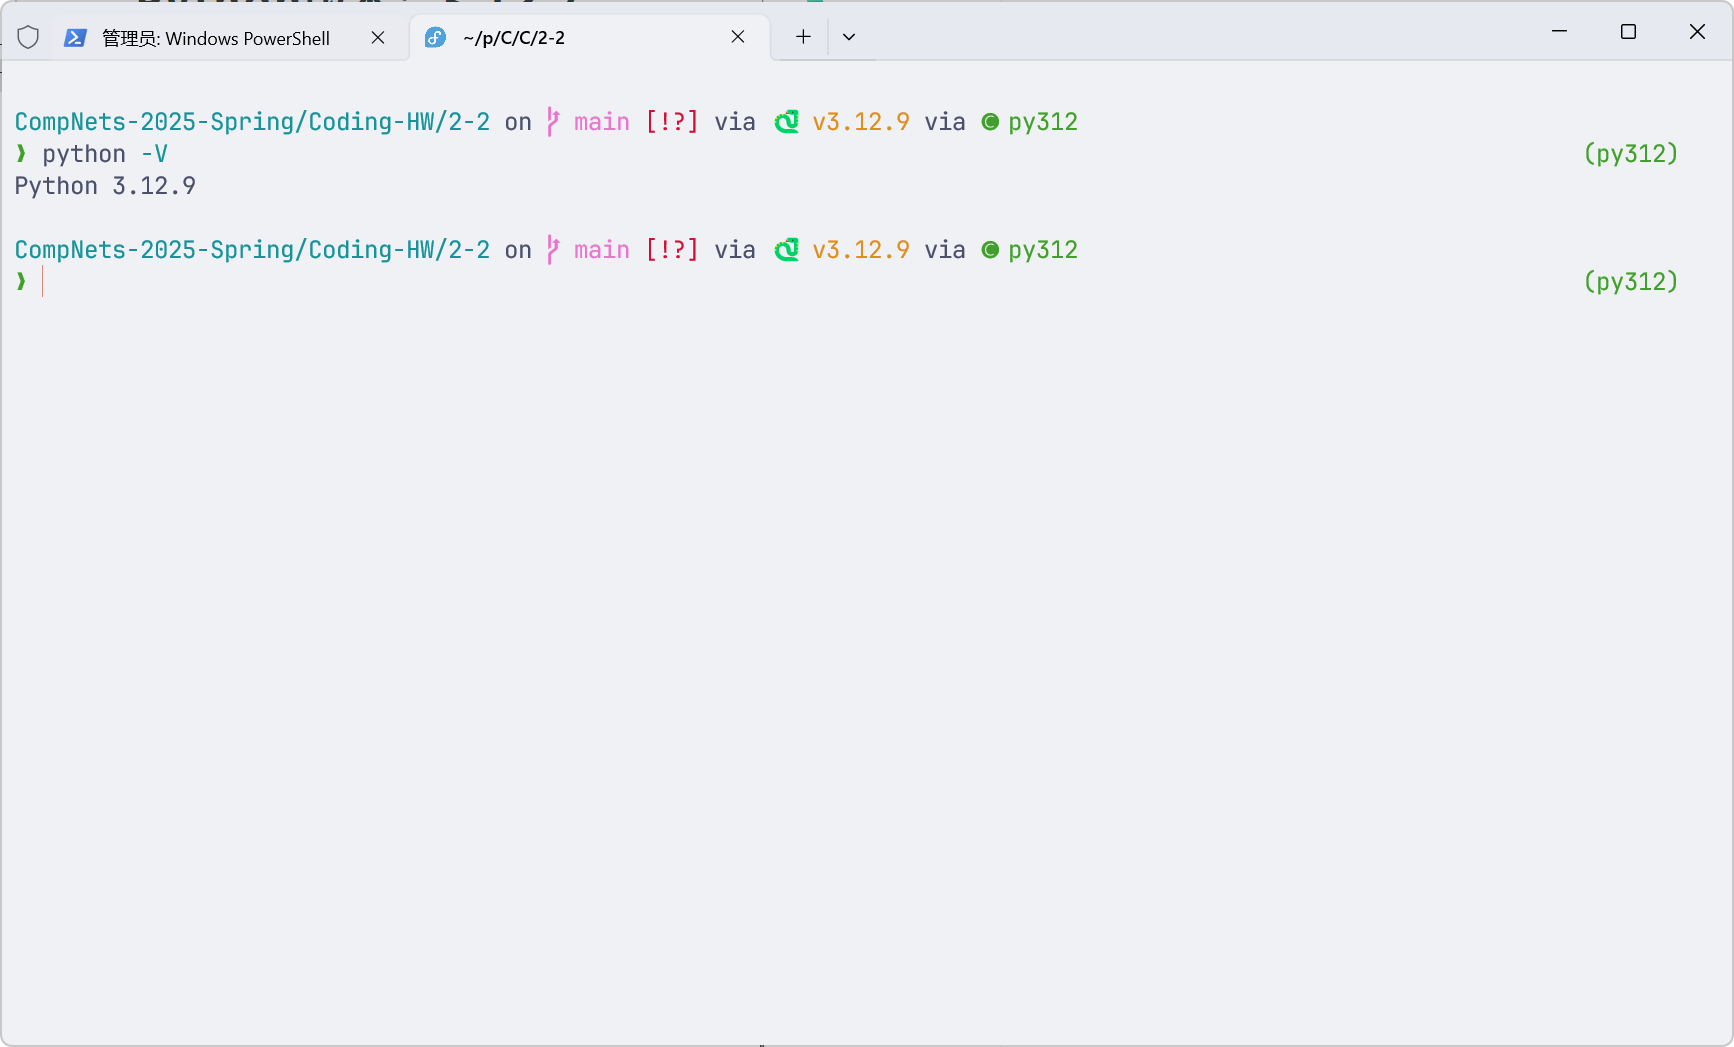 管理员: Windows PowerShell
~/p/C/C/2-2
CompNets-2025-Spring/Coding-HW/2-2 on main [!?] via v3.12.9 via py312
❱ python -V (py312)
Python 3.12.9
CompNets-2025-Spring/Coding-HW/2-2 on main [!?] via v3.12.9 via py312
❱ (py312)